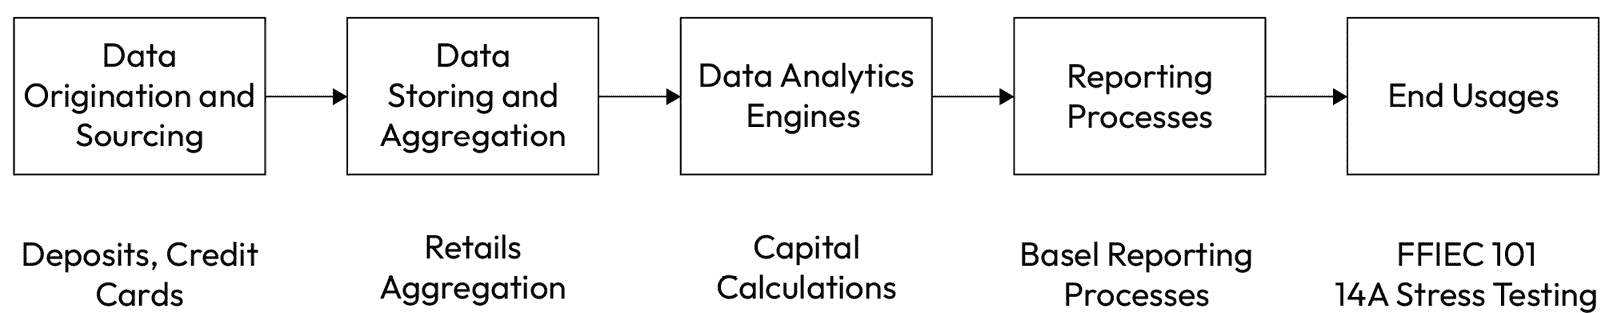 Data
Origination and
Sourcing
Data
Storing and
Aggregation
Data Analytics
Engines
Reporting
Processes
End Usages
Deposits, Credit
Cards
Retails
Aggregation
Capital
Calculations
Basel Reporting
Processes
FFIEC 101
14A Stress Testing